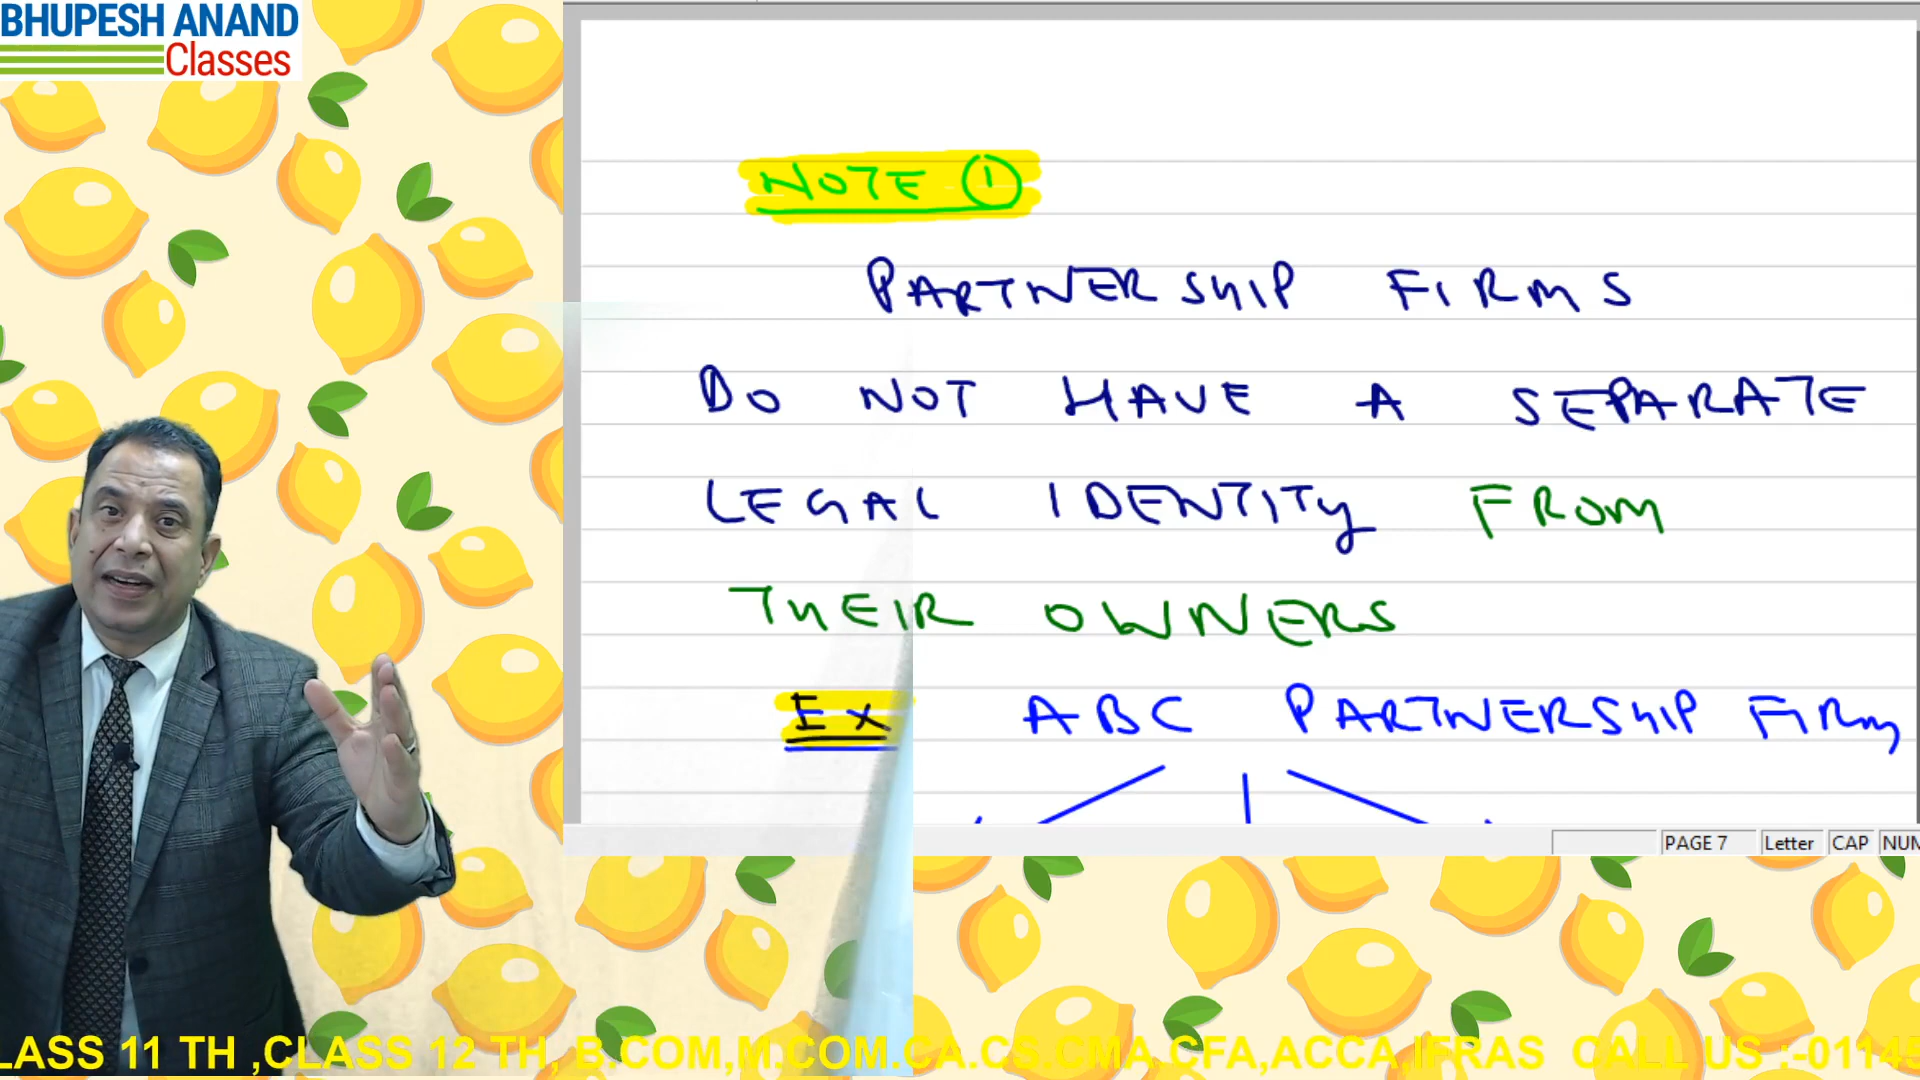 BHUPESH ANAND
Classes
NOTE 1
PARTNERSHIP FIRMS
DO NOT HAVE A SEPARATE
LEGAL IDENTITY FROM
THEIR OWNERS
EX ABC PARTNERSHIP FIRM
PAGE 7 Letter CAP NUM
LASS 11 TH ,CLASS 12 TH, B.COM,M.COM.CA.CS.CMA.CFA,ACCA,IFRAS CALL US :-01145